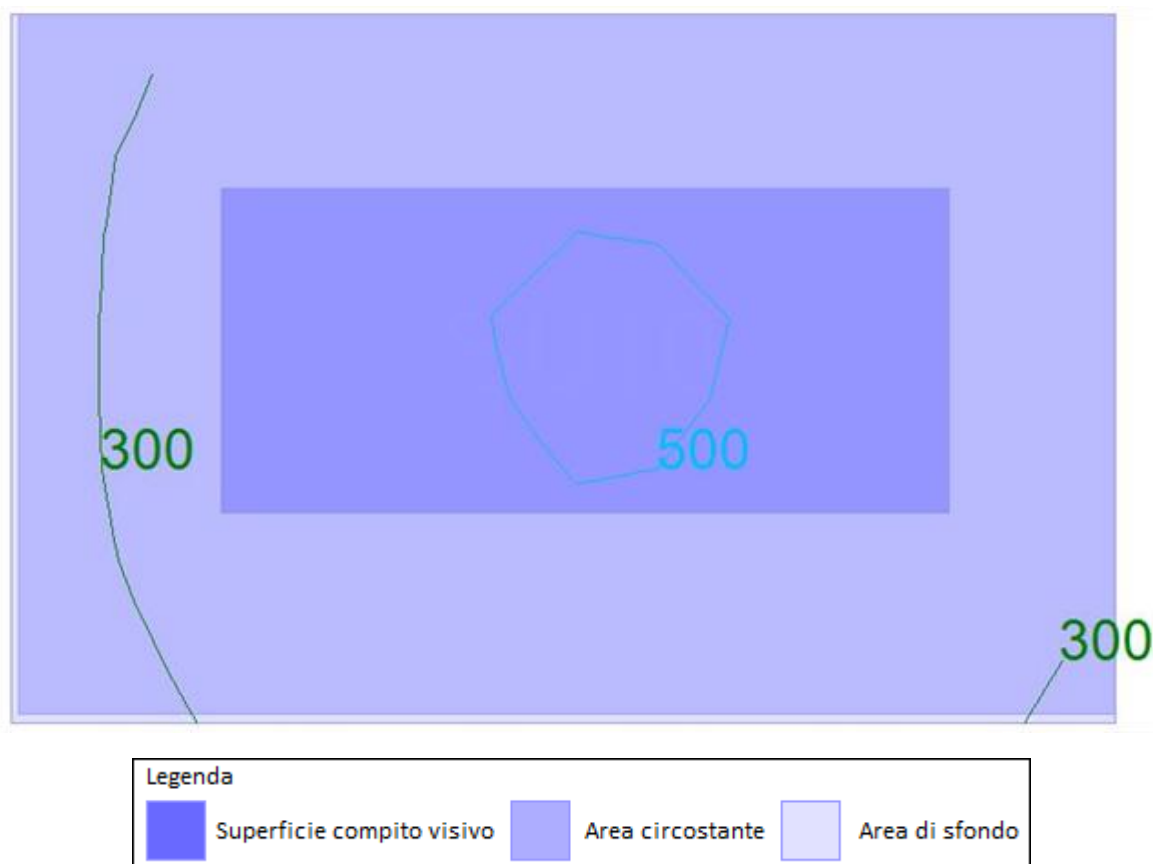 300
500
300
Legenda
Superficie compito visivo Area circostante Area di sfondo